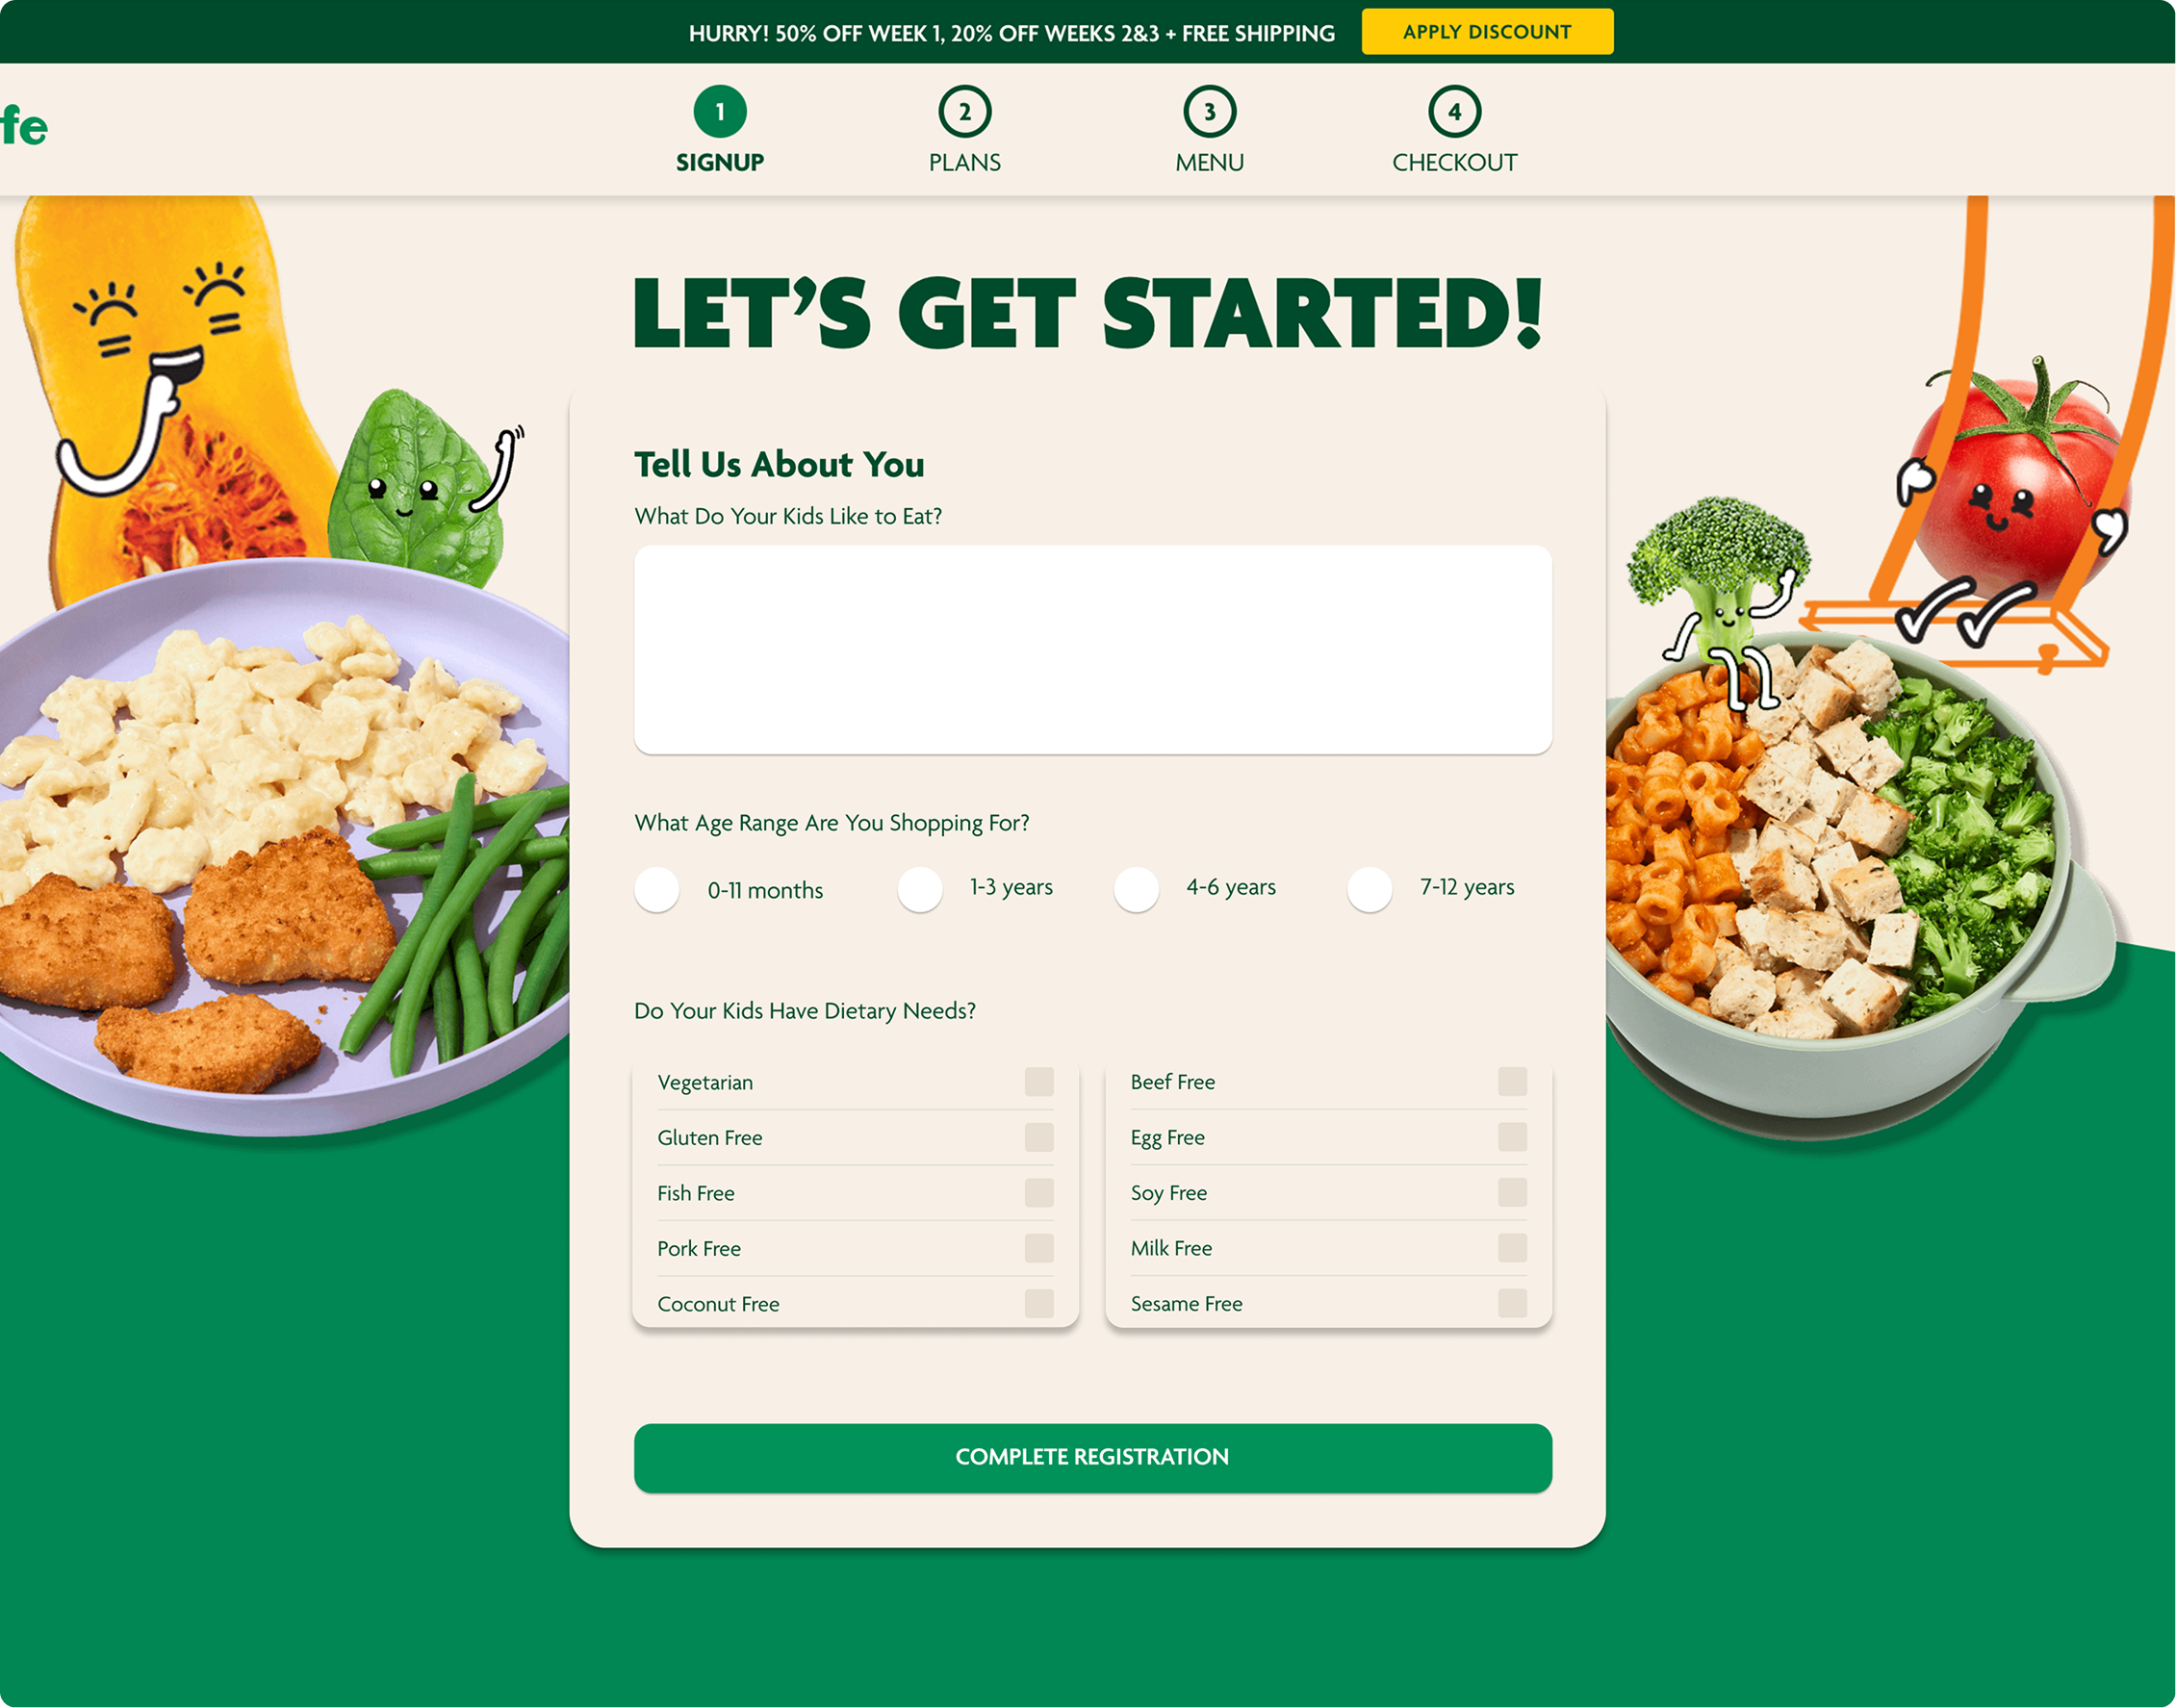 HURRY! 50% OFF WEEK 1, 20% OFF WEEKS 2&3 + FREE SHIPPING
APPLY DISCOUNT
fe
1
2
3
4
SIGNUP
PLANS
MENU
CHECKOUT
LET’S GET STARTED!
Tell Us About You
What Do Your Kids Like to Eat?
What Age Range Are You Shopping For?
0-11 months
1-3 years
4-6 years
7-12 years
Do Your Kids Have Dietary Needs?
Vegetarian
Gluten Free
Fish Free
Pork Free
Coconut Free
Beef Free
Egg Free
Soy Free
Milk Free
Sesame Free
COMPLETE REGISTRATION